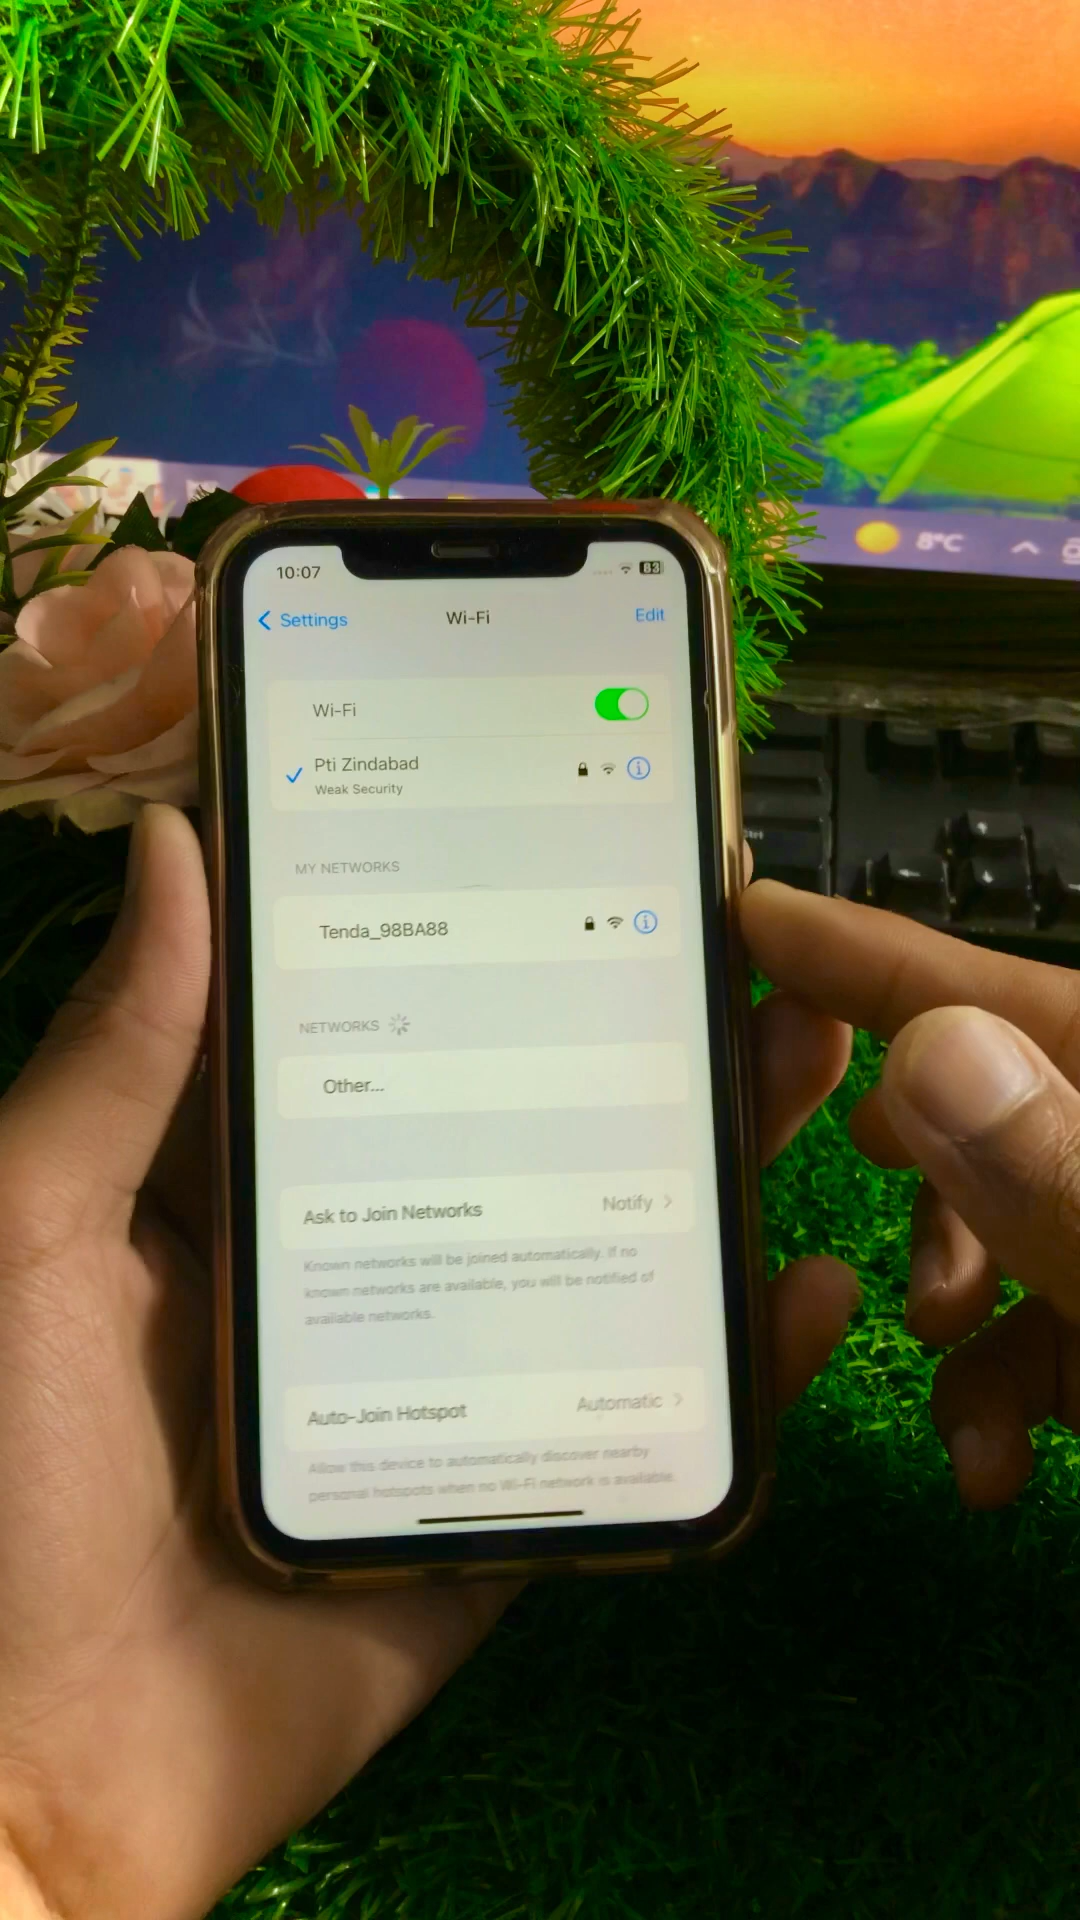 8°C
10:07
83
Settings
Wi-Fi
Edit
Wi-Fi
Pti Zindabad
Weak Security
MY NETWORKS
Tenda_98BA88
NETWORKS
Other...
Ask to Join Networks
Notify
Known networks will be joined automatically. If no
known networks are available, you will be notified of
available networks.
Auto-Join Hotspot
Automatic
Allow this device to automatically discover nearby
personal hotspots when no Wi-Fi network is available.
Ctrl